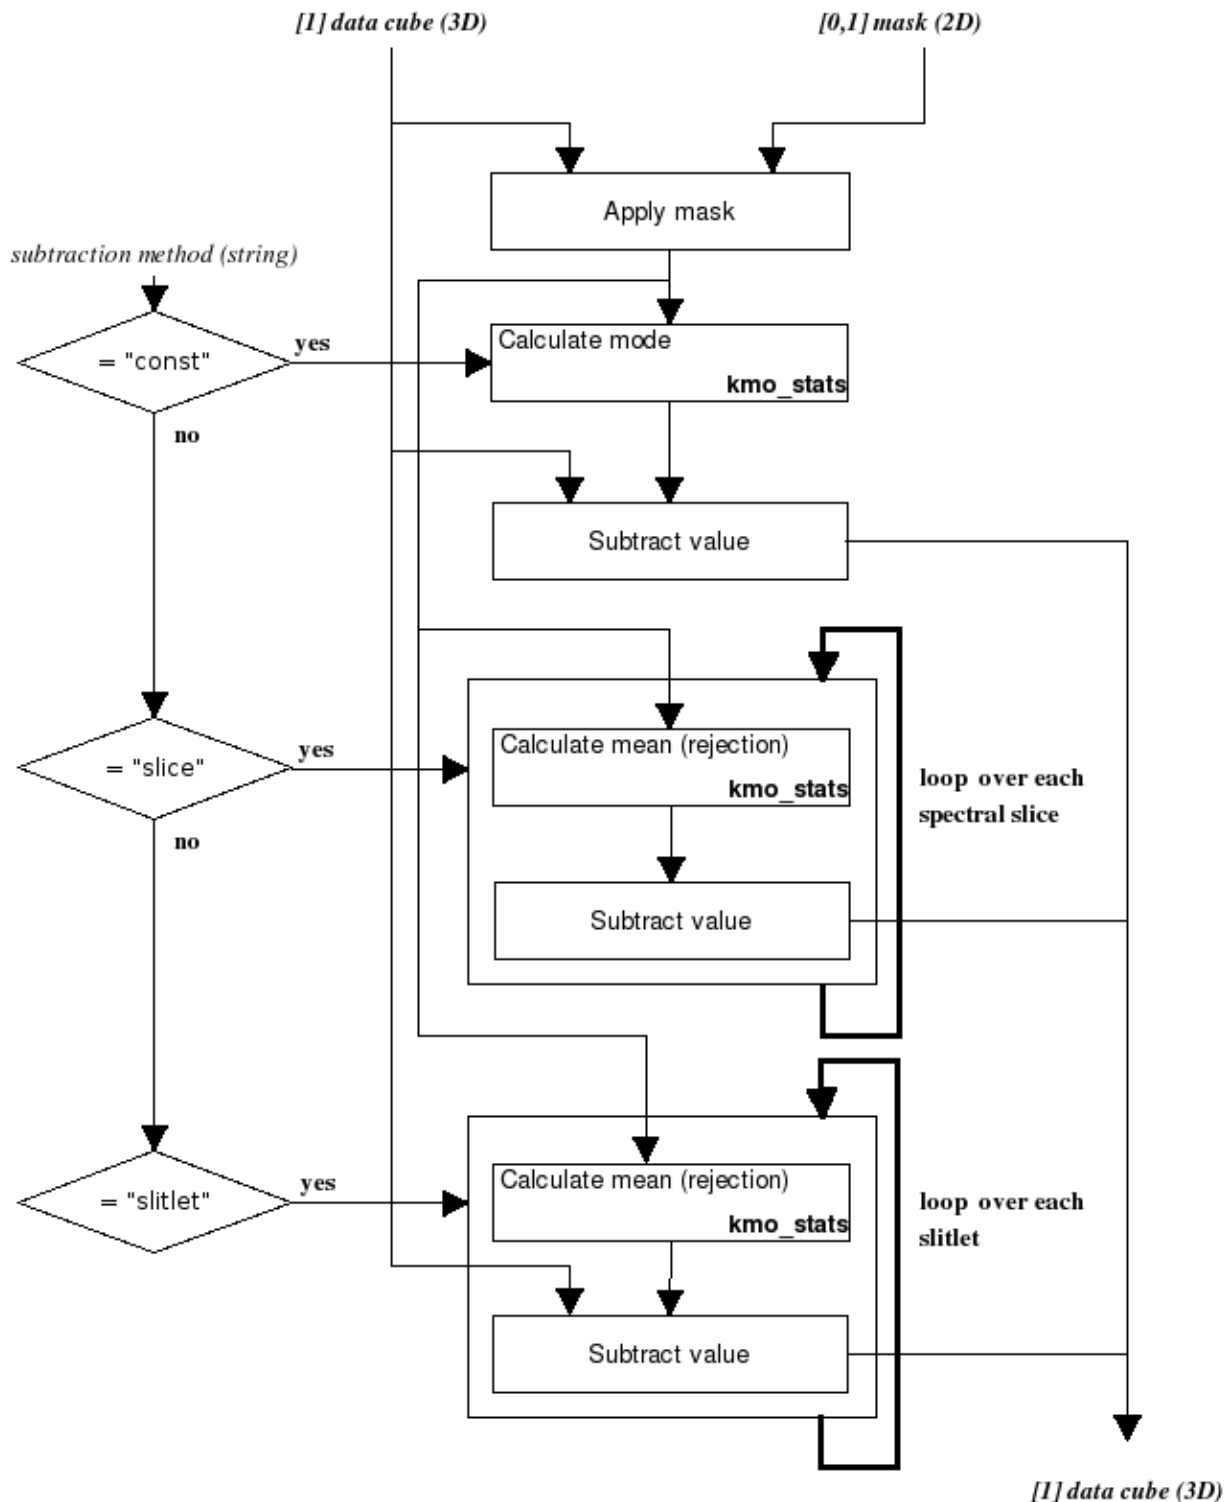 [1] data cube (3D)
[0,1] mask (2D)
Apply mask
subtraction method (string)
= "const"
yes
no
Calculate mode
kmo_stats
Subtract value
= "slice"
yes
no
Calculate mean (rejection)
kmo_stats
Subtract value
loop over each
spectral slice
= "slitlet"
yes
Calculate mean (rejection)
kmo_stats
Subtract value
loop over each
slitlet
[1] data cube (3D)